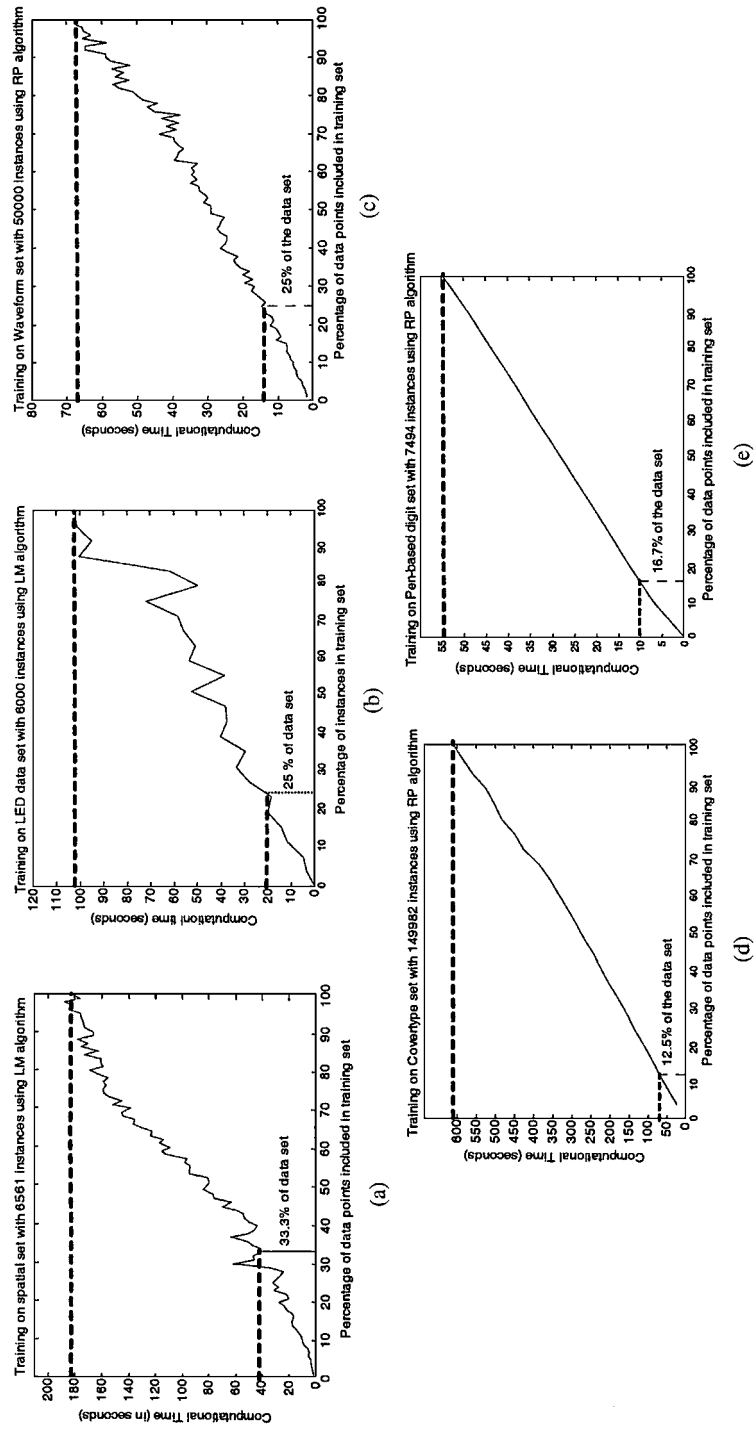 Training on spatial set with 6561 instances using LM algorithm
Computational Time (in seconds)
200
180
160
140
120
100
80
60
40
20
0
33.3% of data set
0 10 20 30 40 50 60 70 80 90 100
Percentage of data points included in training set
(a)
Training on LED data set with 6000 instances using LM algorithm
Computational time (seconds)
120
110
100
90
80
70
60
50
40
30
20
10
0
25 % of data set
0 10 20 30 40 50 60 70 80 90 100
Percentage of instances in training set
(b)
Training on Waveform set with 50000 instances using RP algorithm
Computational Time (seconds)
80
70
60
50
40
30
20
10
0
25% of the data set
0 10 20 30 40 50 60 70 80 90 100
Percentage of data points included in training set
(c)
Training on Covertype set with 149982 instances using RP algorithm
Computational Time (seconds)
600
550
500
450
400
350
300
250
200
150
100
50
0
12.5% of the data set
0 10 20 30 40 50 60 70 80 90 100
Percentage of data points included in training set
(d)
Training on Pen-based digit set with 7494 instances using RP algorithm
Computational Time (seconds)
55
50
45
40
35
30
25
20
15
10
5
0
16.7% of the data set
0 10 20 30 40 50 60 70 80 90 100
Percentage of data points included in training set
(e)